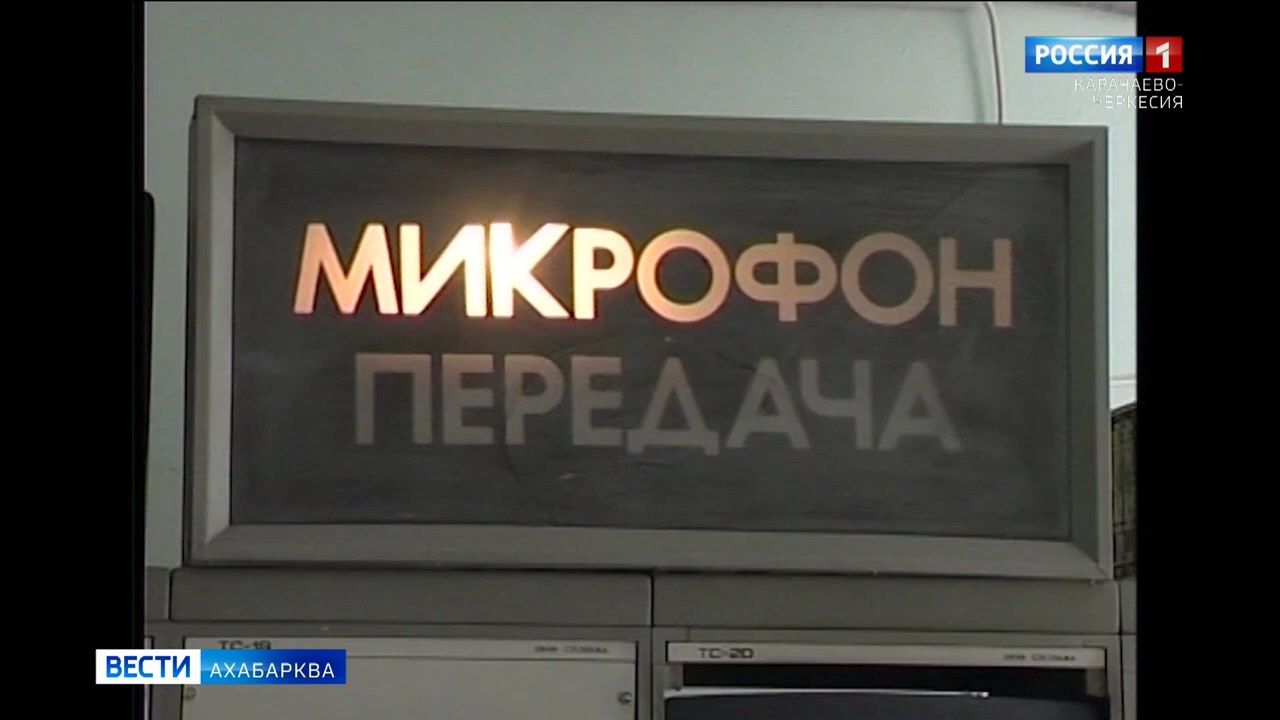 РОССИЯ 1
КАРАЧАЕВО-
ЧЕРКЕСИЯ
МИКРОФОН
ПЕРЕДАЧА
ТС-19
ТС-20
ВЕСТИ АХАБАРКВА